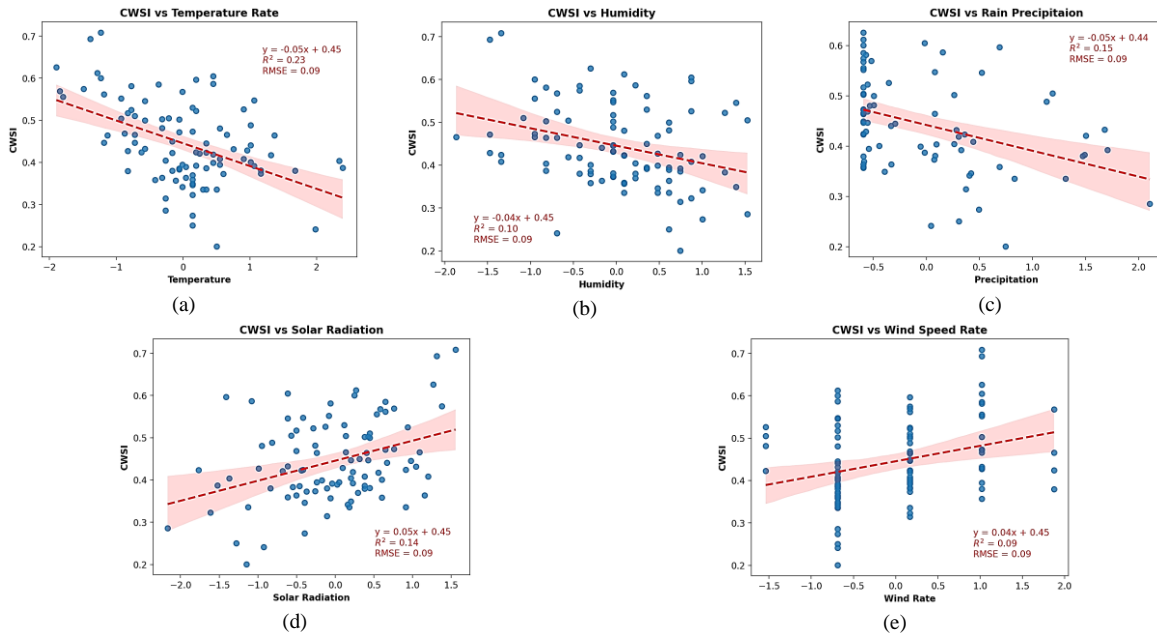 CWSI vs Temperature Rate
0.7
0.6
0.5
0.4
0.3
0.2
CWSI
y = -0.05x + 0.45
R² = 0.23
RMSE = 0.09
−2
−1
0
1
2
Temperature
(a)
CWSI vs Humidity
0.7
0.6
0.5
0.4
0.3
0.2
CWSI
y = -0.04x + 0.45
R² = 0.10
RMSE = 0.09
−2.0
−1.5
−1.0
−0.5
0.0
0.5
1.0
1.5
Humidity
(b)
CWSI vs Rain Precipitaion
0.6
0.5
0.4
0.3
0.2
CWSI
y = -0.05x + 0.44
R² = 0.15
RMSE = 0.09
−0.5
0.0
0.5
1.0
1.5
2.0
Precipitation
(c)
CWSI vs Solar Radiation
0.7
0.6
0.5
0.4
0.3
0.2
CWSI
y = 0.05x + 0.45
R² = 0.14
RMSE = 0.09
−2.0
−1.5
−1.0
−0.5
0.0
0.5
1.0
1.5
Solar Radiation
(d)
CWSI vs Wind Speed Rate
0.7
0.6
0.5
0.4
0.3
0.2
CWSI
y = 0.04x + 0.45
R² = 0.09
RMSE = 0.09
−1.5
−1.0
−0.5
0.0
0.5
1.0
1.5
2.0
Wind Rate
(e)